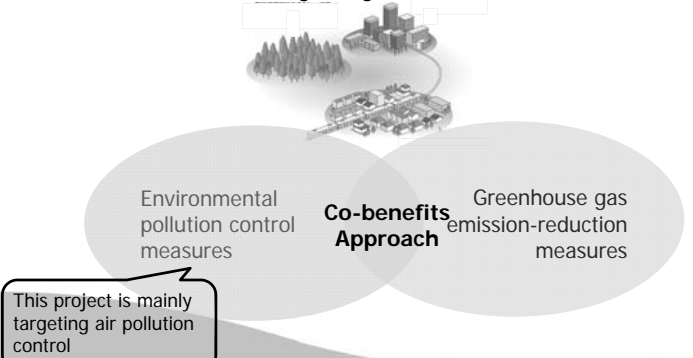 Environmental
pollution control
measures
Co-benefits
Approach
Greenhouse gas
emission-reduction
measures
This project is mainly
targeting air pollution
control